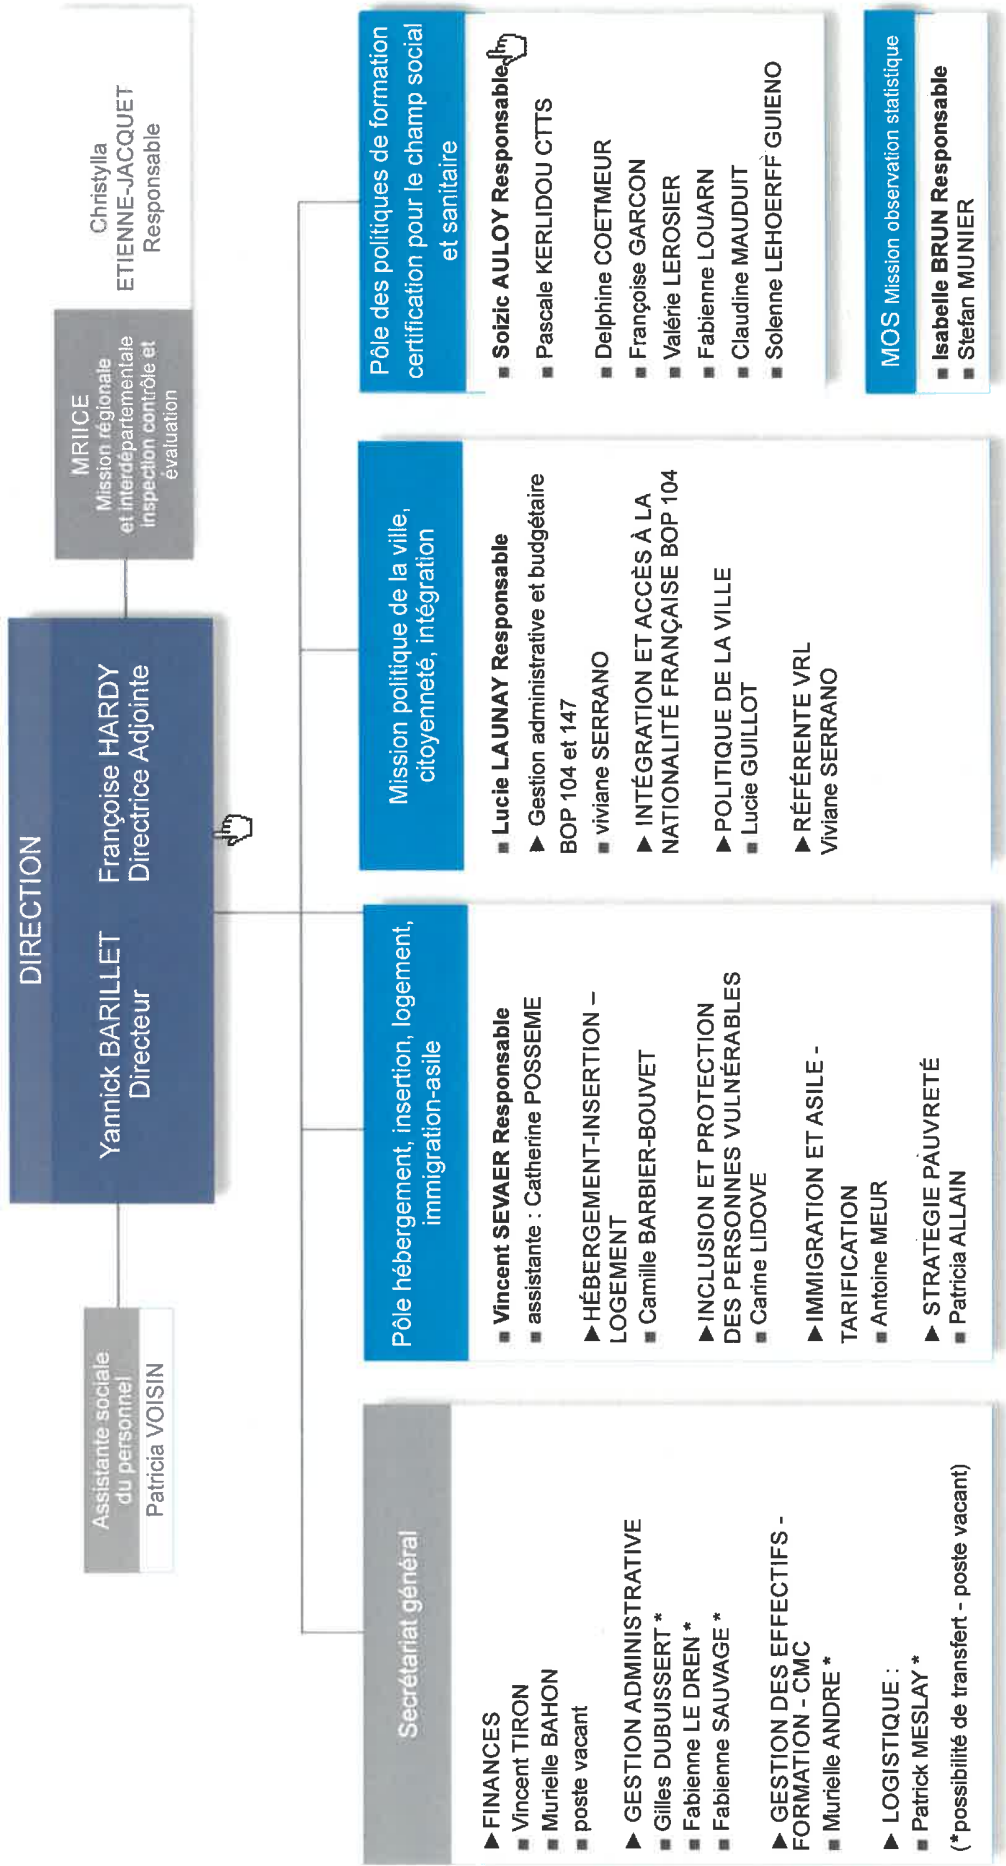 DIRECTION
Yannick BARILLET
Directeur
Françoise HARDY
Directrice Adjointe
Assistante sociale
du personnel
Patricia VOISIN
MRIICE
Mission régionale
et interdépartementale
inspection contrôle et
évaluation
Christylla
ETIENNE-JACQUET
Responsable
Secrétariat général
▶ FINANCES
■ Vincent TIRON
■ Murielle BAHON
■ poste vacant
▶ GESTION ADMINISTRATIVE
■ Gilles DUBUISSERT *
■ Fabienne LE DREN *
■ Fabienne SAUVAGE *
▶ GESTION DES EFFECTIFS -
FORMATION - CMC
■ Murielle ANDRE *
▶ LOGISTIQUE :
■ Patrick MESLAY *
(*possibilité de transfert - poste vacant)
Pôle hébergement, insertion, logement,
immigration-asile
■ Vincent SEVAER Responsable
■ assistante : Catherine POSSEME
▶HÉBERGEMENT-INSERTION –
LOGEMENT
■ Camille BARBIER-BOUVET
▶INCLUSION ET PROTECTION
DES PERSONNES VULNÉRABLES
■ Carine LIDOVE
▶IMMIGRATION ET ASILE -
TARIFICATION
■ Antoine MEUR
▶ STRATEGIE PAUVRETÉ
■ Patricia ALLAIN
Mission politique de la ville,
citoyenneté, intégration
■ Lucie LAUNAY Responsable
▶ Gestion administrative et budgétaire
BOP 104 et 147
■ viviane SERRANO
▶ INTÉGRATION ET ACCÈS À LA
NATIONALITÉ FRANÇAISE BOP 104
▶POLITIQUE DE LA VILLE
■ Lucie GUILLOT
▶RÉFÉRENTE VRL
Viviane SERRANO
Pôle des politiques de formation
certification pour le champ social
et sanitaire
■ Soizic AULOY Responsable
■ Pascale KERLIDOU CTTS
■ Delphine COETMEUR
■ Françoise GARCON
■ Valérie LEROSIER
■ Fabienne LOUARN
■ Claudine MAUDUIT
■ Solenne LEHOERFF GUIENO
MOS Mission observation statistique
■ Isabelle BRUN Responsable
■ Stefan MUNIER